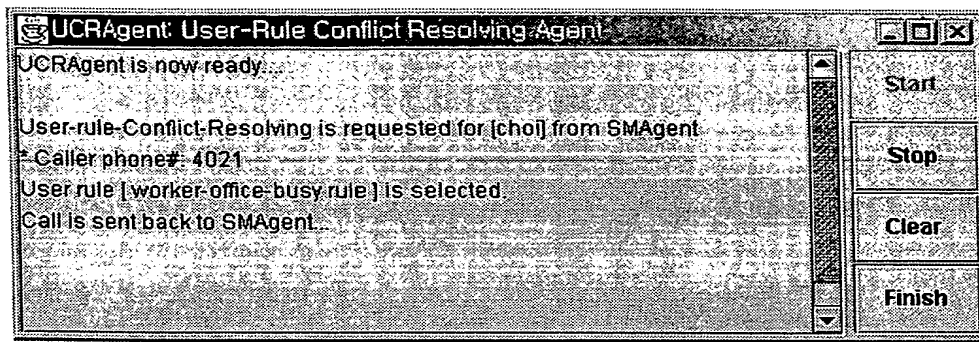 UCRAgent: User-Rule Conflict Resolving Agent
UCRAgent is now ready...
User-rule-Conflict-Resolving is requested for [choi] from SMAgent
* Caller phone#: 4021
User rule [ worker-office-busy rule ] is selected.
Call is sent back to SMAgent...
Start
Stop
Clear
Finish